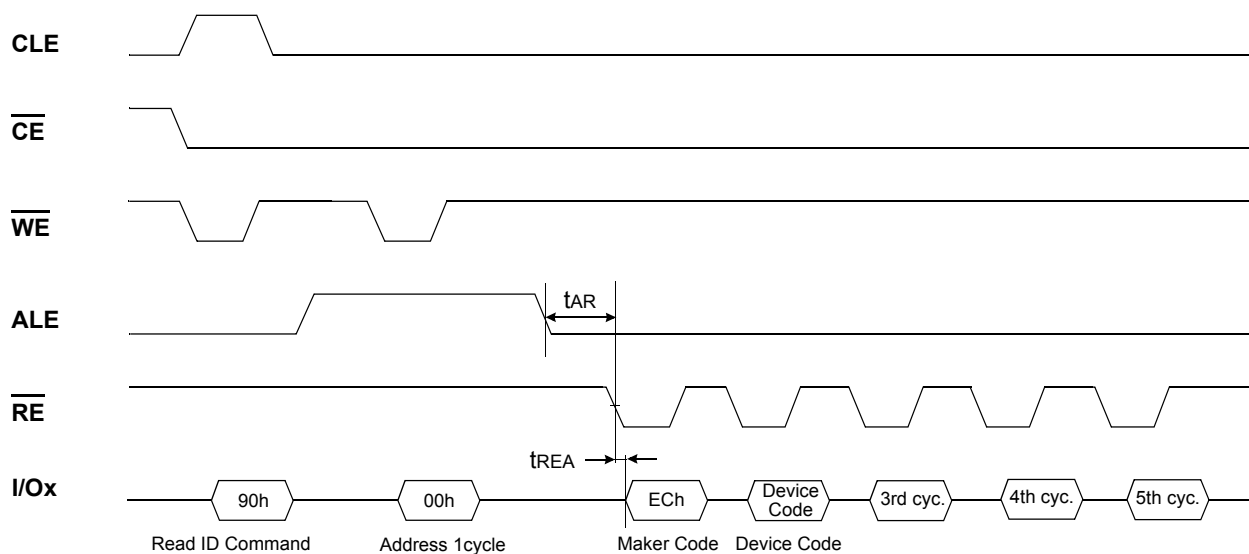 CLE
CE
WE
ALE
tAR
RE
tREA
I/Ox
90h
00h
ECh
Device
Code
3rd cyc.
4th cyc.
5th cyc.
Read ID Command
Address 1cycle
Maker Code
Device Code